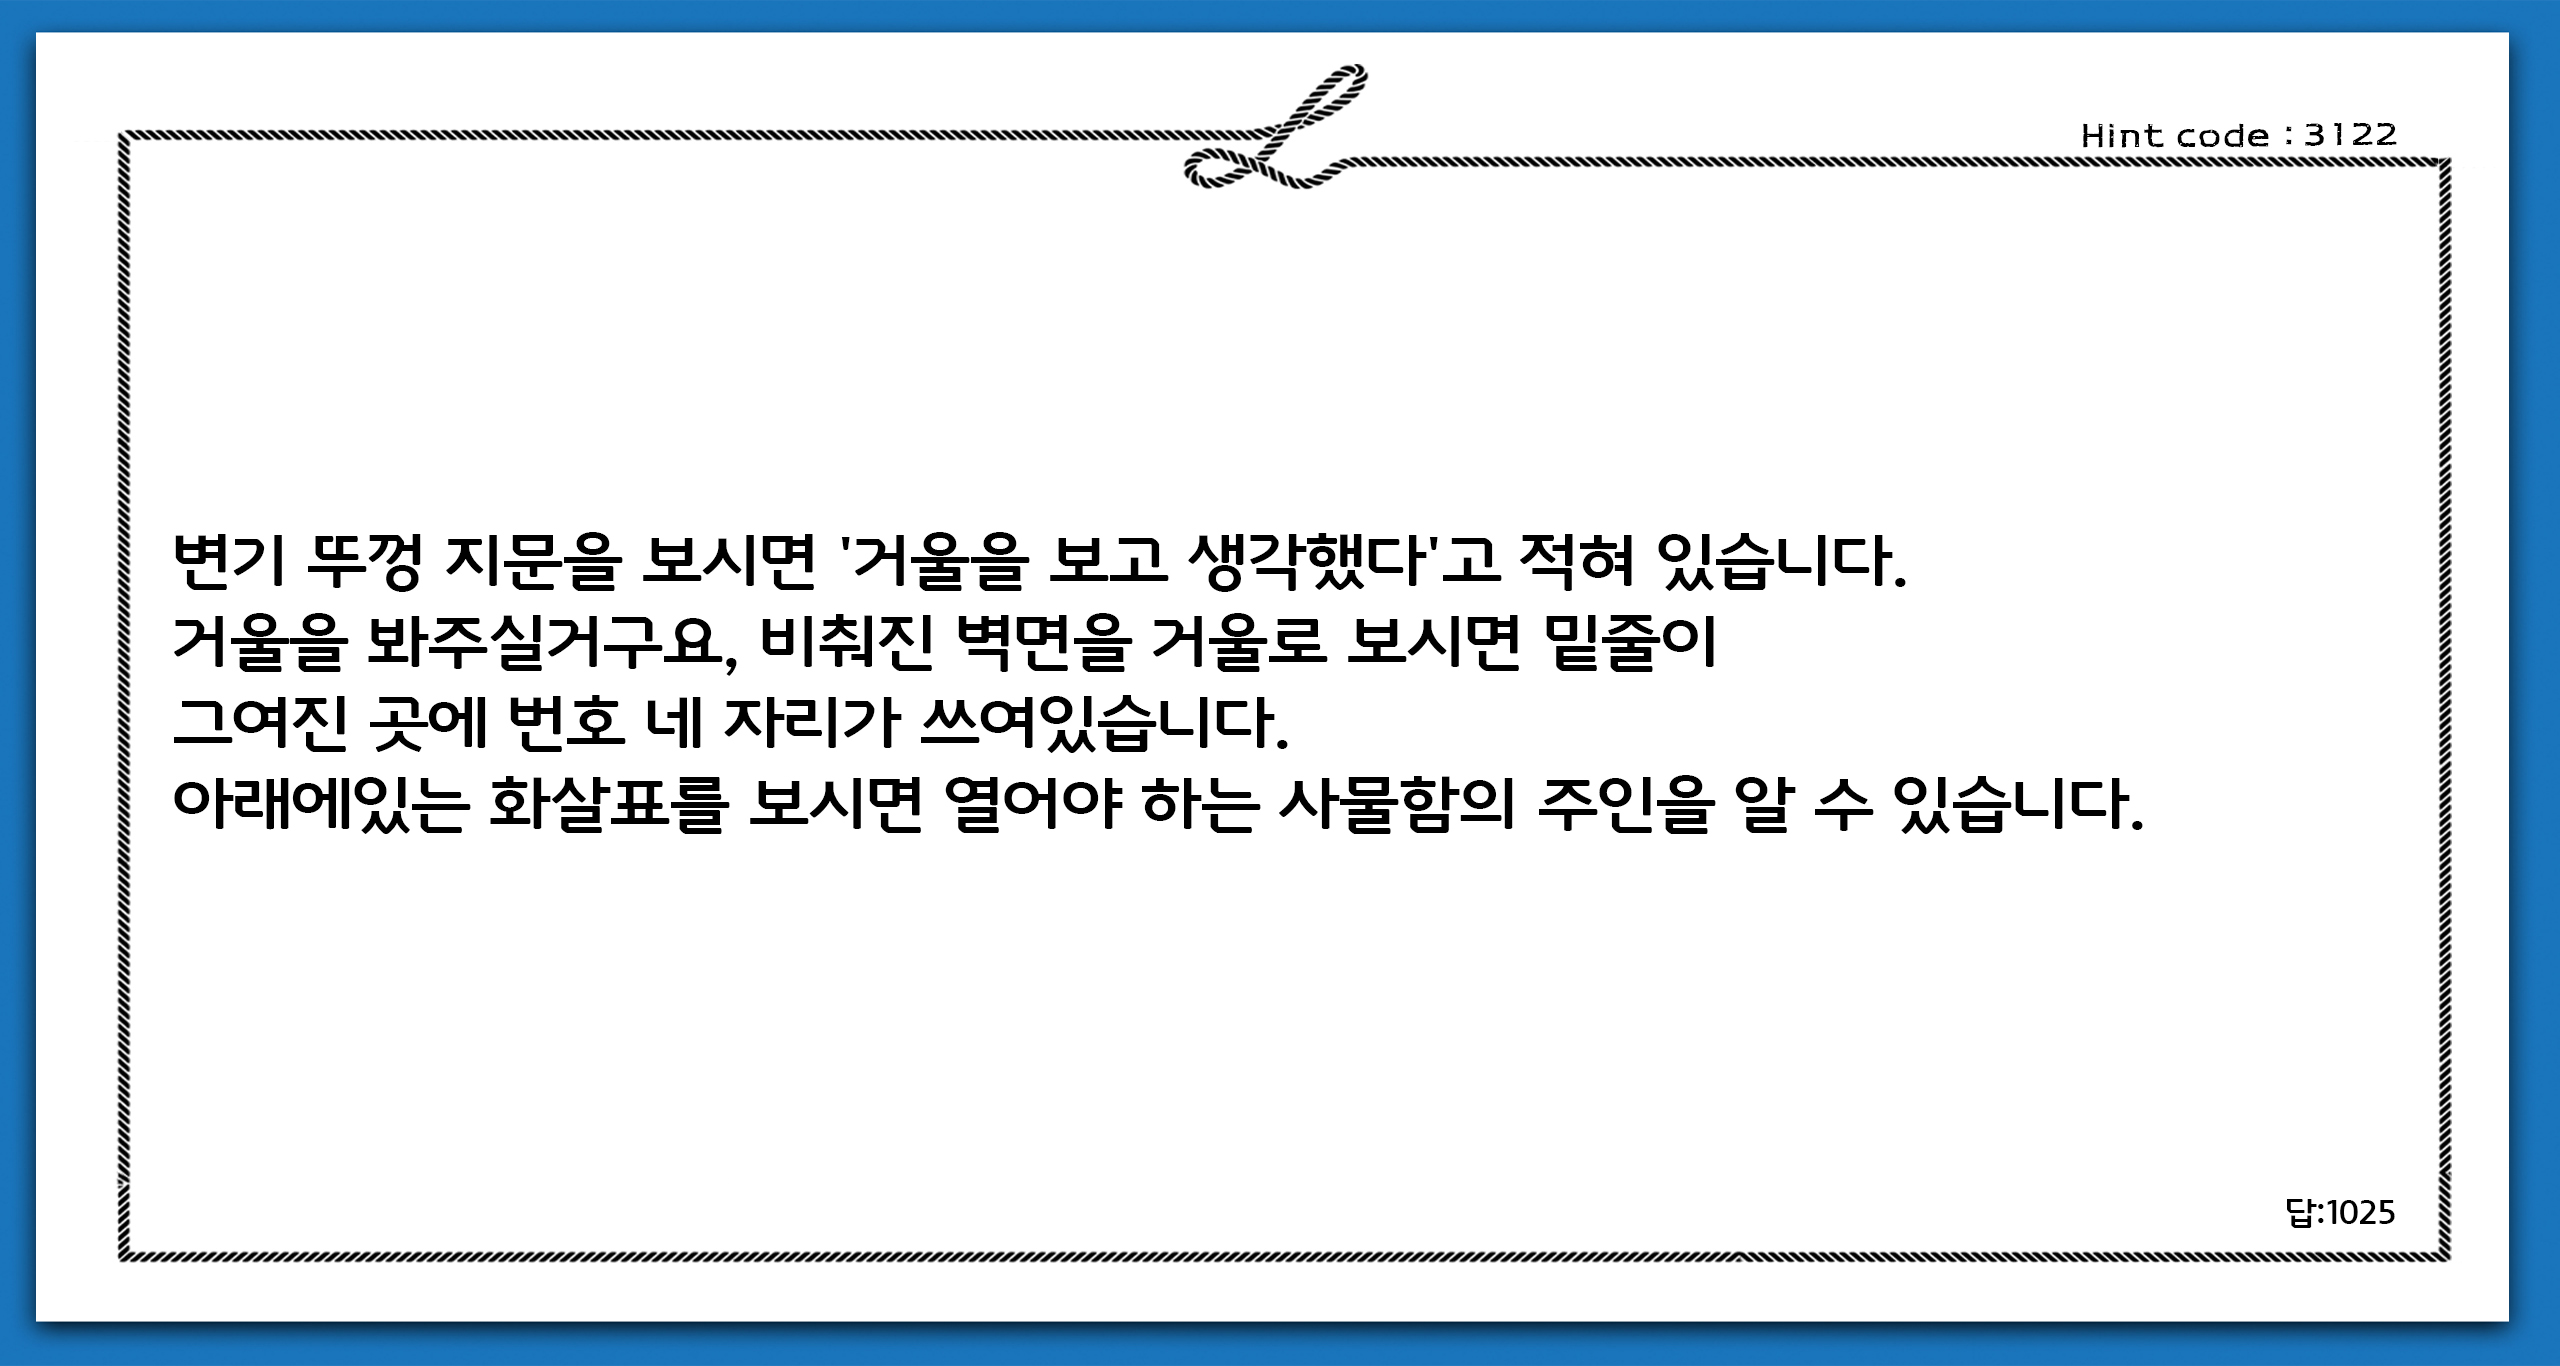 Hint code : 3122
변기 뚜껑 지문을 보시면 '거울을 보고 생각했다'고 적혀 있습니다.
거울을 봐주실거구요, 비춰진 벽면을 거울로 보시면 밑줄이
그여진 곳에 번호 네 자리가 쓰여있습니다.
아래에있는 화살표를 보시면 열어야 하는 사물함의 주인을 알 수 있습니다.
답:1025